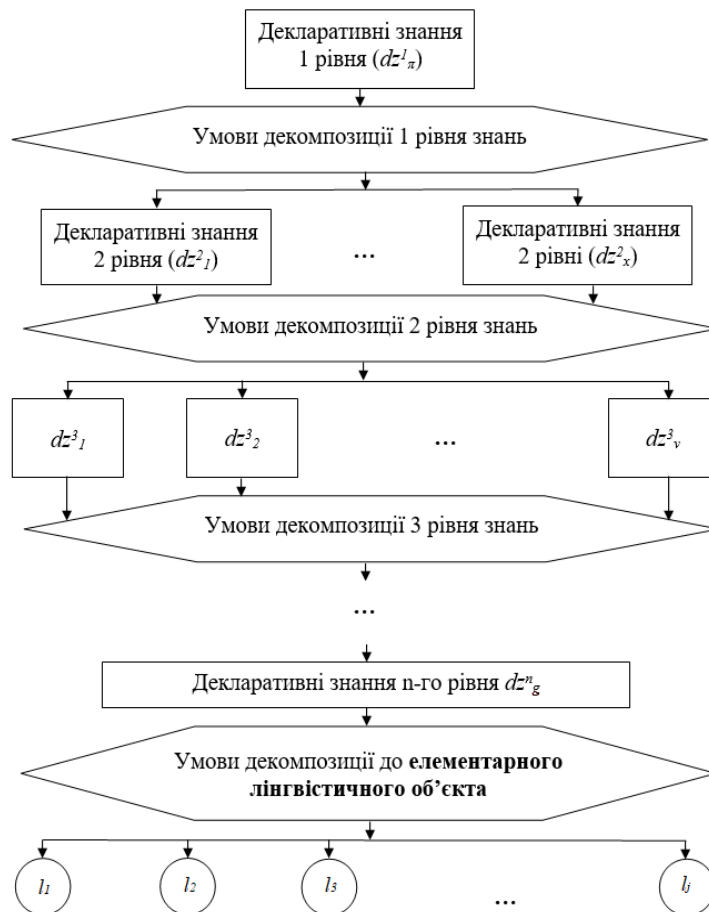 Декларативні знання
1 рівня (dz¹π)
Умови декомпозиції 1 рівня знань
Декларативні знання
2 рівня (dz²₁)
...
Декларативні знання
2 рівні (dz²ₓ)
Умови декомпозиції 2 рівня знань
dz³₁
dz³₂
...
dz³ᵥ
Умови декомпозиції 3 рівня знань
...
Декларативні знання n-го рівня dzⁿg
Умови декомпозиції до елементарного
лінгвістичного об’єкта
l₁
l₂
l₃
...
lⱼ